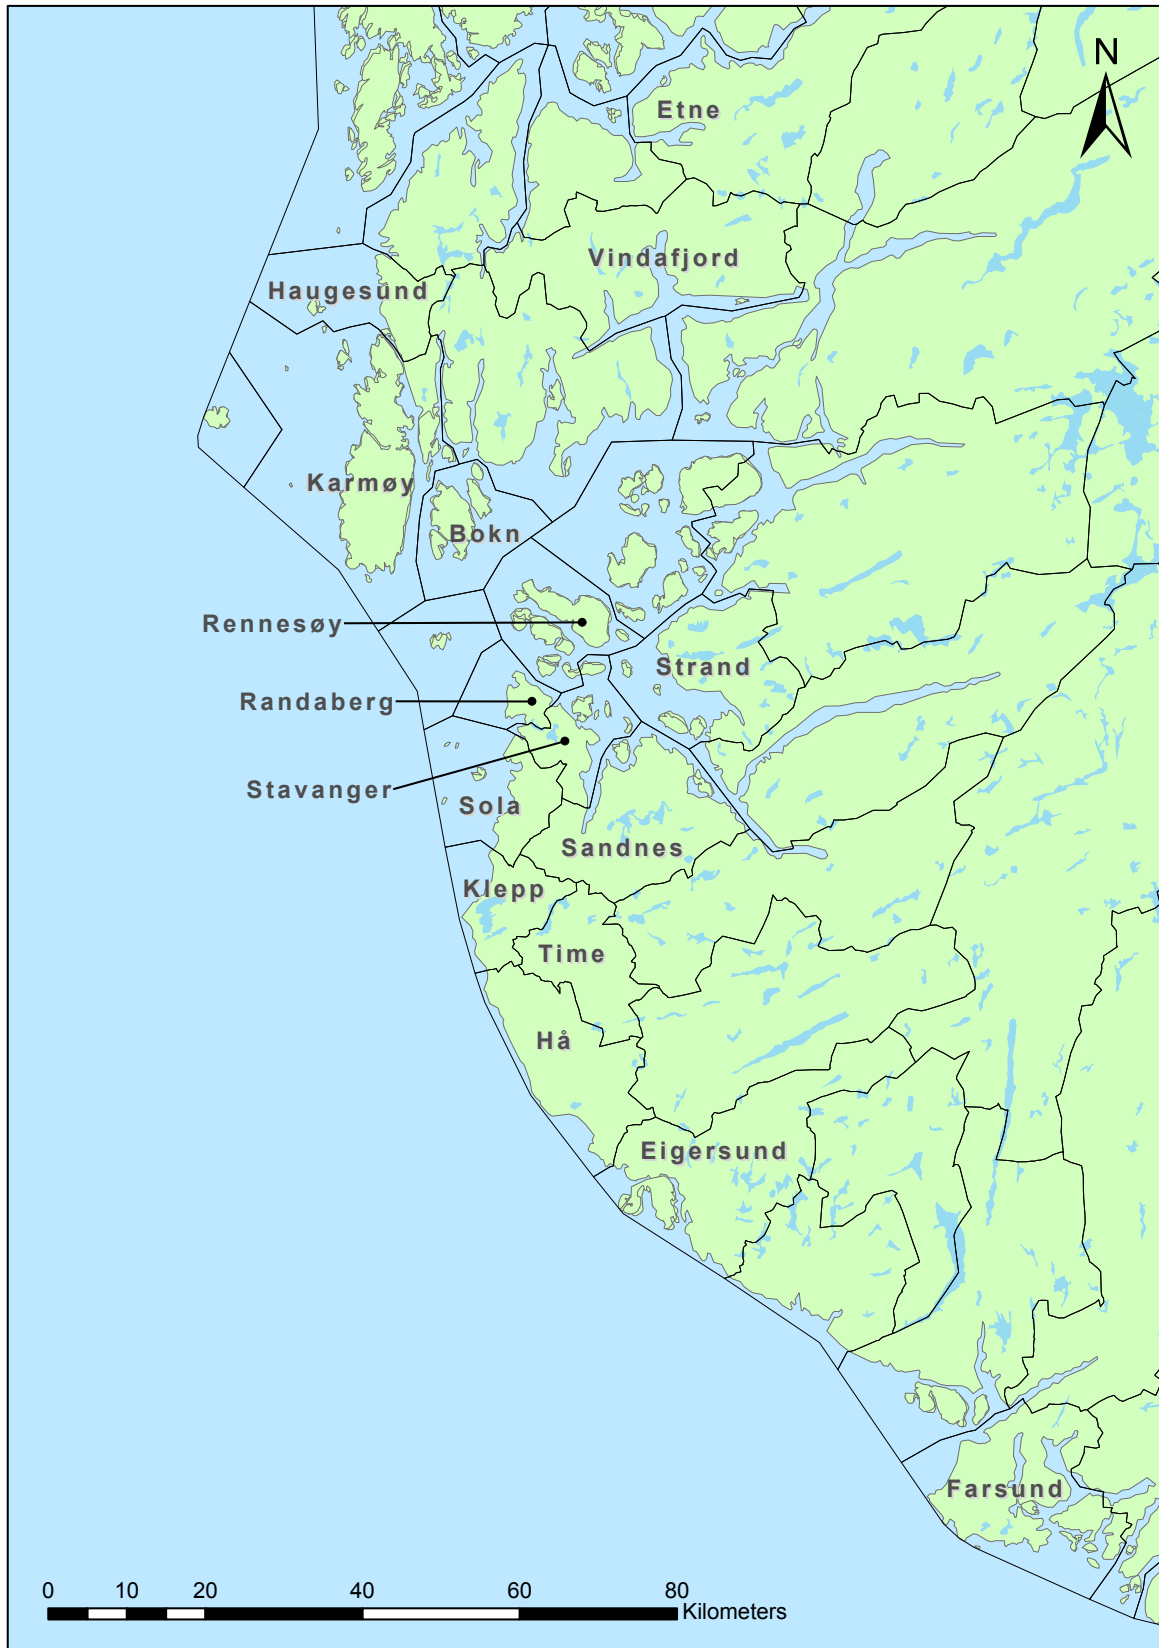 N
Etne
Vindafjord
Haugesund
Karmøy
Bokn
Rennesøy
Strand
Randaberg
Stavanger
Sola
Sandnes
Klepp
Time
Hå
Eigersund
Farsund
0 10 20 40 60 80
Kilometers